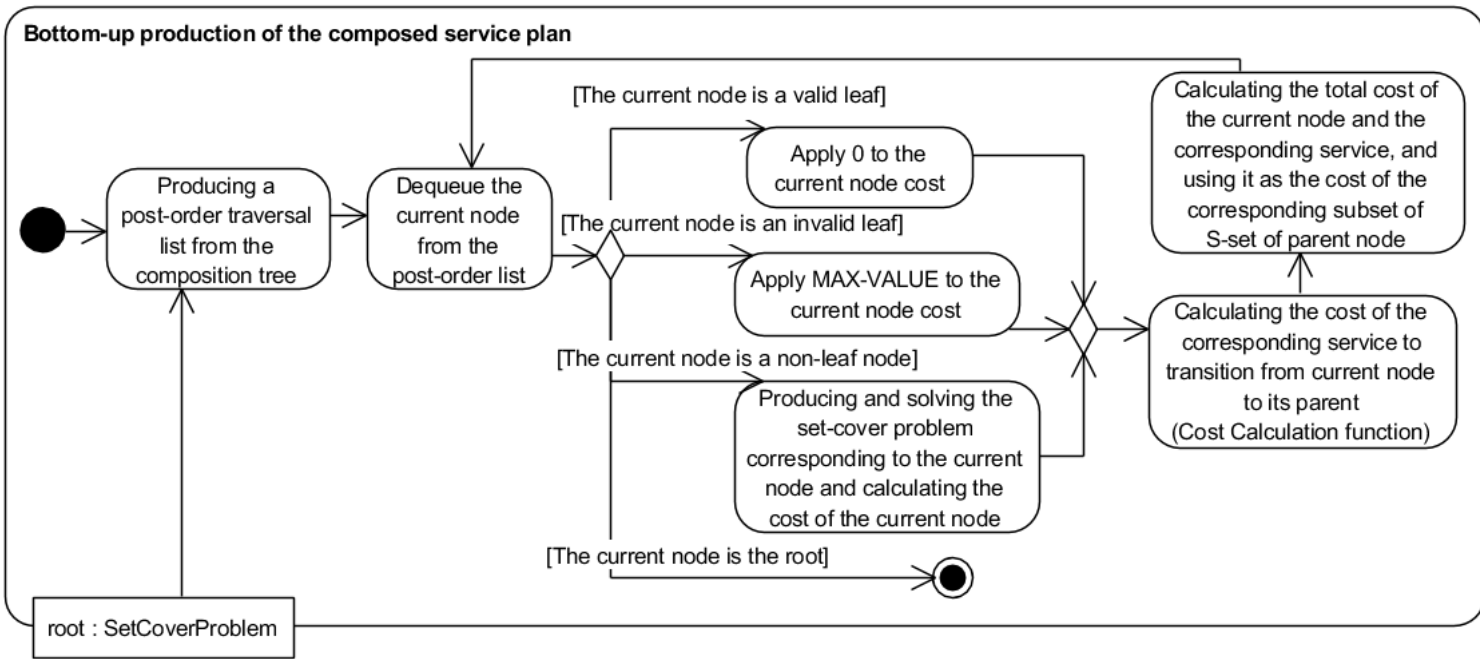 Bottom-up production of the composed service plan
Producing a
post-order traversal
list from the
composition tree
Dequeue the
current node
from the
post-order list
[The current node is a valid leaf]
Apply 0 to the
current node cost
[The current node is an invalid leaf]
Apply MAX-VALUE to the
current node cost
[The current node is a non-leaf node]
Producing and solving the
set-cover problem
corresponding to the current
node and calculating the
cost of the current node
[The current node is the root]
Calculating the cost of the
corresponding service to
transition from current node
to its parent
(Cost Calculation function)
Calculating the total cost of
the current node and the
corresponding service, and
using it as the cost of the
corresponding subset of
S-set of parent node
root : SetCoverProblem